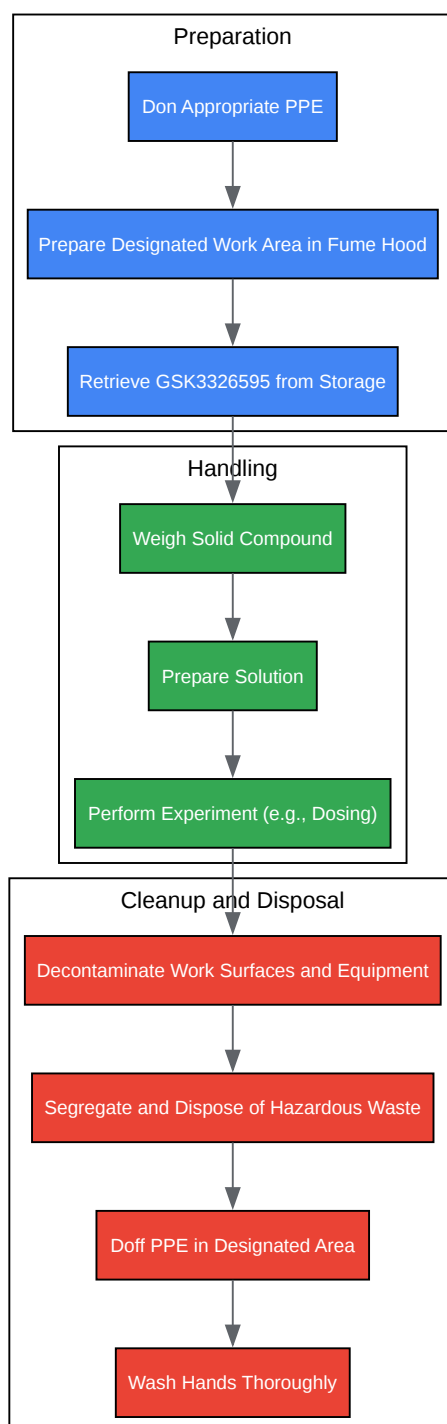 Preparation
Don Appropriate PPE
Prepare Designated Work Area in Fume Hood
Retrieve GSK3326595 from Storage
Handling
Weigh Solid Compound
Prepare Solution
Perform Experiment (e.g., Dosing)
Cleanup and Disposal
Decontaminate Work Surfaces and Equipment
Segregate and Dispose of Hazardous Waste
Doff PPE in Designated Area
Wash Hands Thoroughly